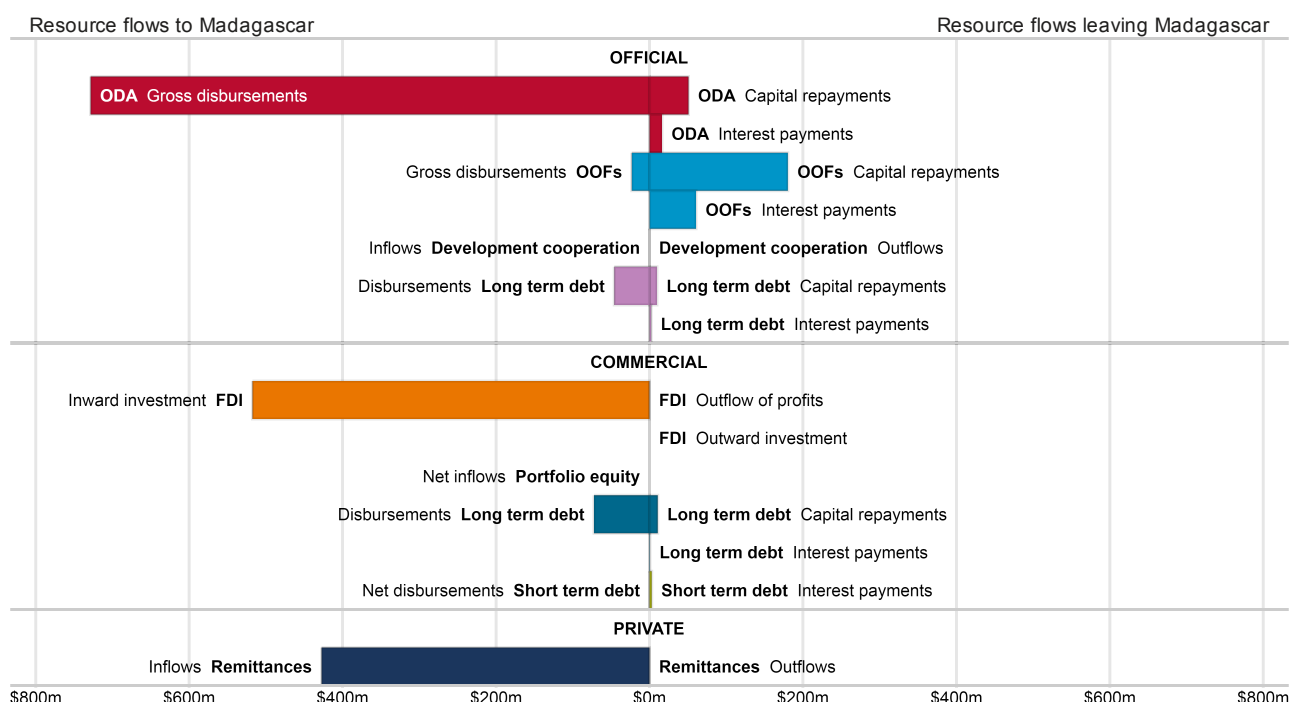 Resource flows to Madagascar Resource flows leaving Madagascar
OFFICIAL
ODA Gross disbursements ODA Capital repayments
ODA Interest payments
Gross disbursements OOFs OOFs Capital repayments
OOFs Interest payments
Inflows Development cooperation Development cooperation Outflows
Disbursements Long term debt Long term debt Capital repayments
Long term debt Interest payments
COMMERCIAL
Inward investment FDI FDI Outflow of profits
FDI Outward investment
Net inflows Portfolio equity
Disbursements Long term debt Long term debt Capital repayments
Long term debt Interest payments
Net disbursements Short term debt Short term debt Interest payments
PRIVATE
Inflows Remittances Remittances Outflows
$800m $600m $400m $200m $0m $200m $400m $600m $800m